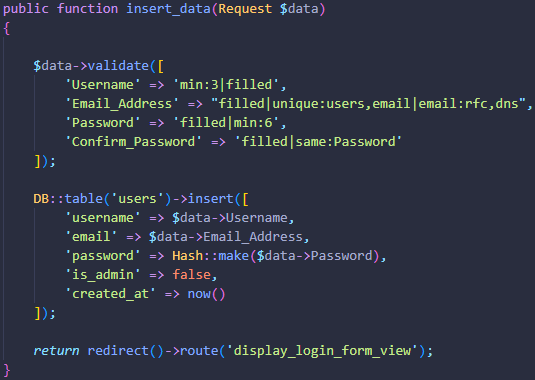 public function insert_data(Request $data)
{
$data->validate([
'Username' => 'min:3|filled',
'Email_Address' => "filled|unique:users,email|email:rfc,dns",
'Password' => 'filled|min:6',
'Confirm_Password' => 'filled|same:Password'
]);
DB::table('users')->insert([
'username' => $data->Username,
'email' => $data->Email_Address,
'password' => Hash::make($data->Password),
'is_admin' => false,
'created_at' => now()
]);
return redirect()->route('display_login_form_view');
}